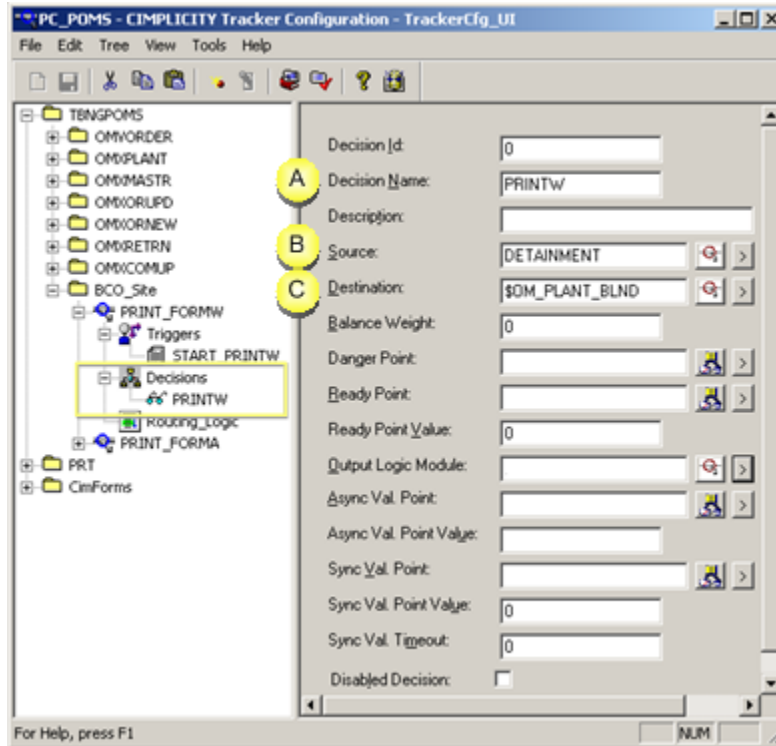 PC_POMS - CIMPLICITY Tracker Configuration - TrackerCfg_UI
File Edit Tree View Tools Help
TBNGPOMS
OMVORDER
OMXPLANT
OMXMASTR
OMXORUPD
OMXORNEW
OMXRETRN
OMXCOMUP
BCO_Site
PRINT_FORMW
Triggers
START_PRINTW
Decisions
PRINTW
Routing_Logic
PRINT_FORMA
PRT
CimForms
Decision Id: 0
A Decision Name: PRINTW
Description:
B Source: DETAINMENT
C Destination: $OM_PLANT_BLND
Balance Weight: 0
Danger Point:
Ready Point:
Ready Point Value: 0
Output Logic Module:
Async Val. Point:
Async Val. Point Value:
Sync Val. Point:
Sync Val. Point Value: 0
Sync Val. Timeout: 0
Disabled Decision:
For Help, press F1
NUM